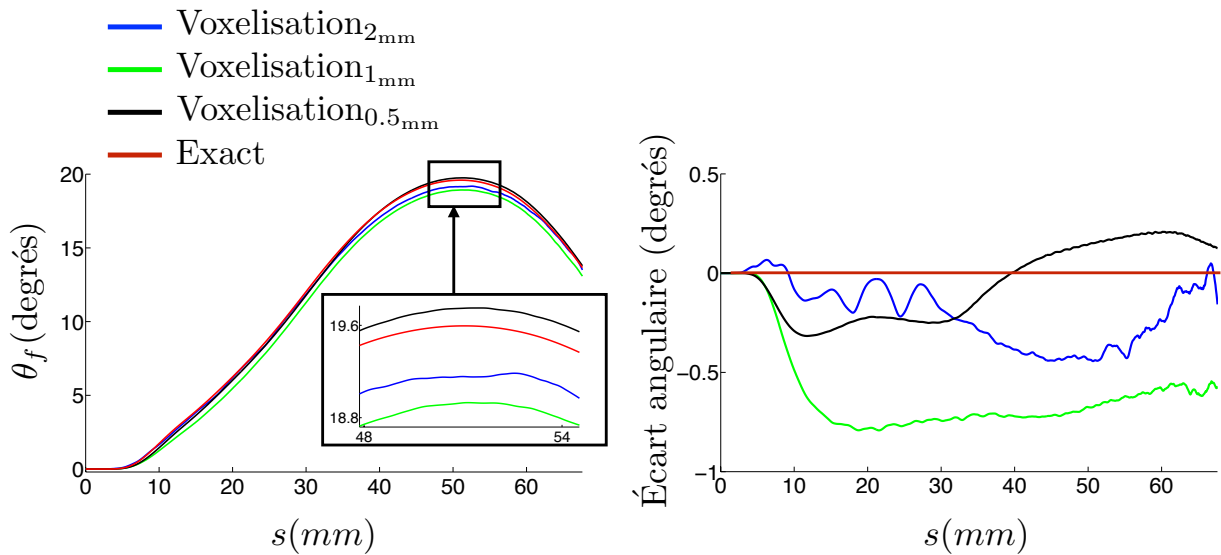 Voxelisation2mm
Voxelisation1mm
Voxelisation0.5mm
Exact
θf (degrés)
20
15
10
5
0
0 10 20 30 40 50 60
s(mm)
19.6
18.8
48 54
Écart angulaire (degrés)
0.5
0
−0.5
−1
0 10 20 30 40 50 60
s(mm)